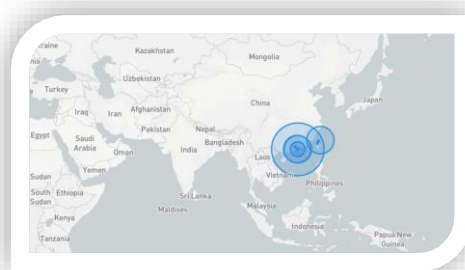 Ukraine
Kazakhstan
Mongolia
Uzbekistan
Turkey
Japan
China
Iraq
Iran
Afghanistan
Pakistan
Nepal
Egypt
Saudi
Arabia
Oman
India
Bangladesh
Laos
Yemen
Vietnam
Philippines
Sudan
South
Sudan
Ethiopia
Sri Lanka
Maldives
Malaysia
Kenya
Indonesia
Tanzania
Papua New
Guinea